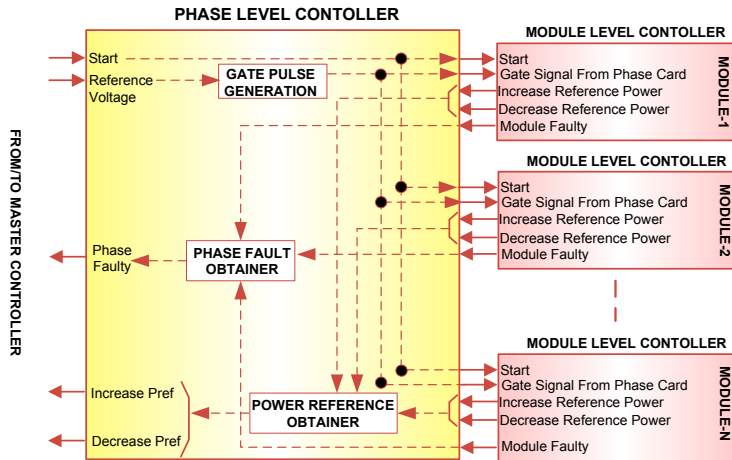 PHASE LEVEL CONTOLLER
FROM/TO MASTER CONTROLLER
Start
Reference
Voltage
GATE PULSE
GENERATION
PHASE FAULT
OBTAINER
Phase
Faulty
POWER REFERENCE
OBTAINER
Increase Pref
Decrease Pref
MODULE LEVEL CONTOLLER
Start
Gate Signal From Phase Card
Increase Reference Power
Decrease Reference Power
Module Faulty
MODULE-1
MODULE LEVEL CONTOLLER
Start
Gate Signal From Phase Card
Increase Reference Power
Decrease Reference Power
Module Faulty
MODULE-2
MODULE LEVEL CONTOLLER
Start
Gate Signal From Phase Card
Increase Reference Power
Decrease Reference Power
Module Faulty
MODULE-N